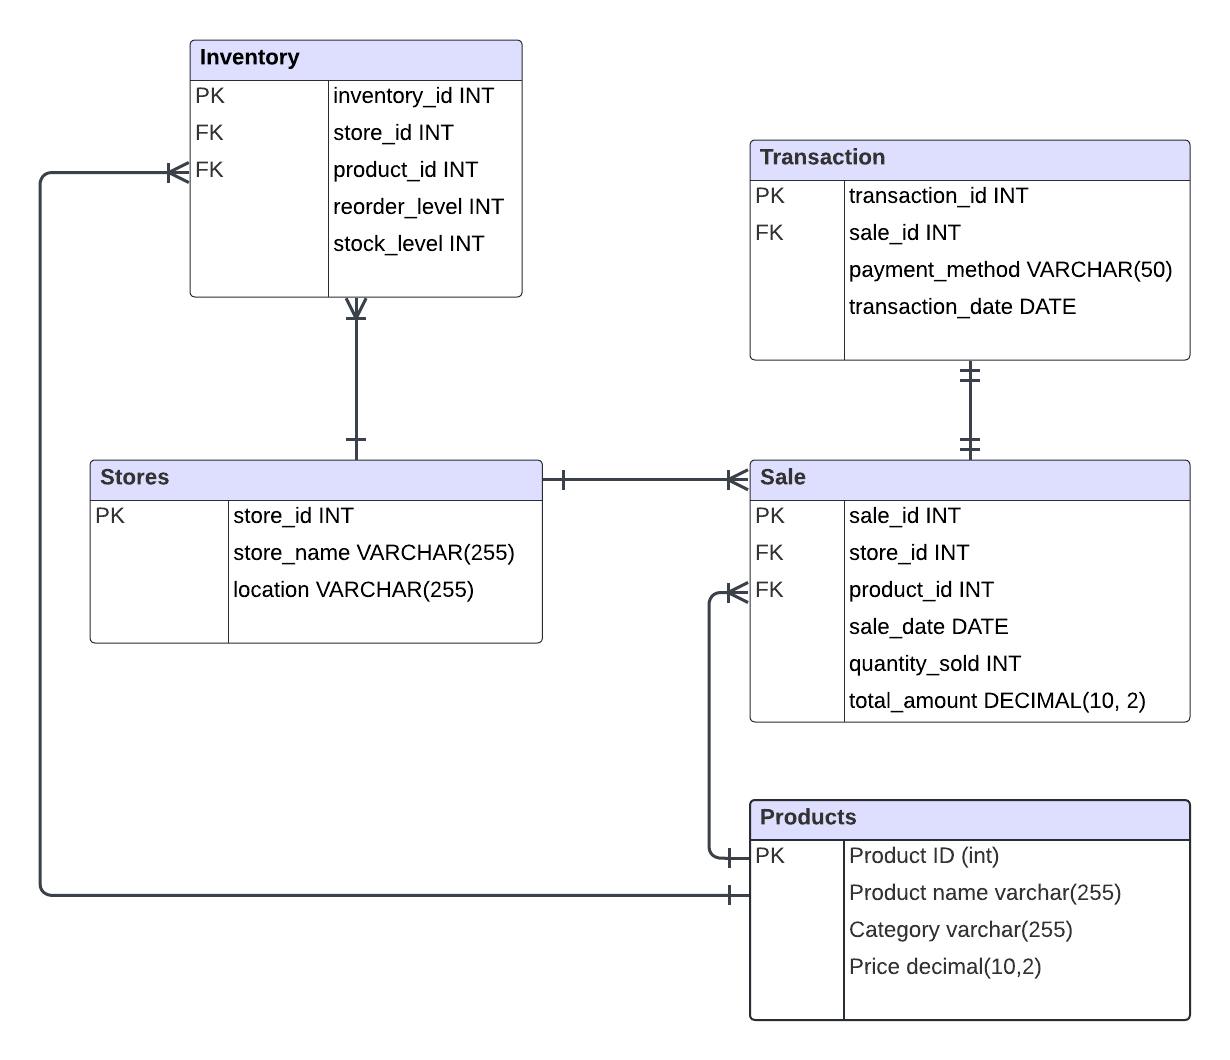 Inventory
PK inventory_id INT
FK store_id INT
FK product_id INT
reorder_level INT
stock_level INT
Transaction
PK transaction_id INT
FK sale_id INT
payment_method VARCHAR(50)
transaction_date DATE
Stores
PK store_id INT
store_name VARCHAR(255)
location VARCHAR(255)
Sale
PK sale_id INT
FK store_id INT
FK product_id INT
sale_date DATE
quantity_sold INT
total_amount DECIMAL(10, 2)
Products
PK Product ID (int)
Product name varchar(255)
Category varchar(255)
Price decimal(10,2)